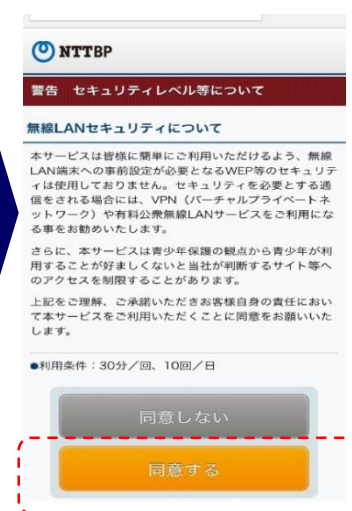 NTTBP
警告 セキュリティレベル等について
無線LANセキュリティについて
本サービスは皆様に簡単にご利用いただけるよう、無線
LAN端末への事前設定が必要となるWEP等のセキュリテ
ィは使用しておりません。セキュリティを必要とする通
信をされる場合には、VPN（バーチャルプライベートネ
ットワーク）や有料公衆無線LANサービスをご利用にな
る事をお勧めいたします。
さらに、本サービスは青少年保護の観点から青少年が利
用することが好ましくないと当社が判断するサイト等へ
のアクセスを制限することがあります。
上記をご理解、ご承諾いただきお客様自身の責任におい
て本サービスをご利用いただくことに同意をお願いいた
します。
●利用条件：30分／回、10回／日
同意しない
同意する